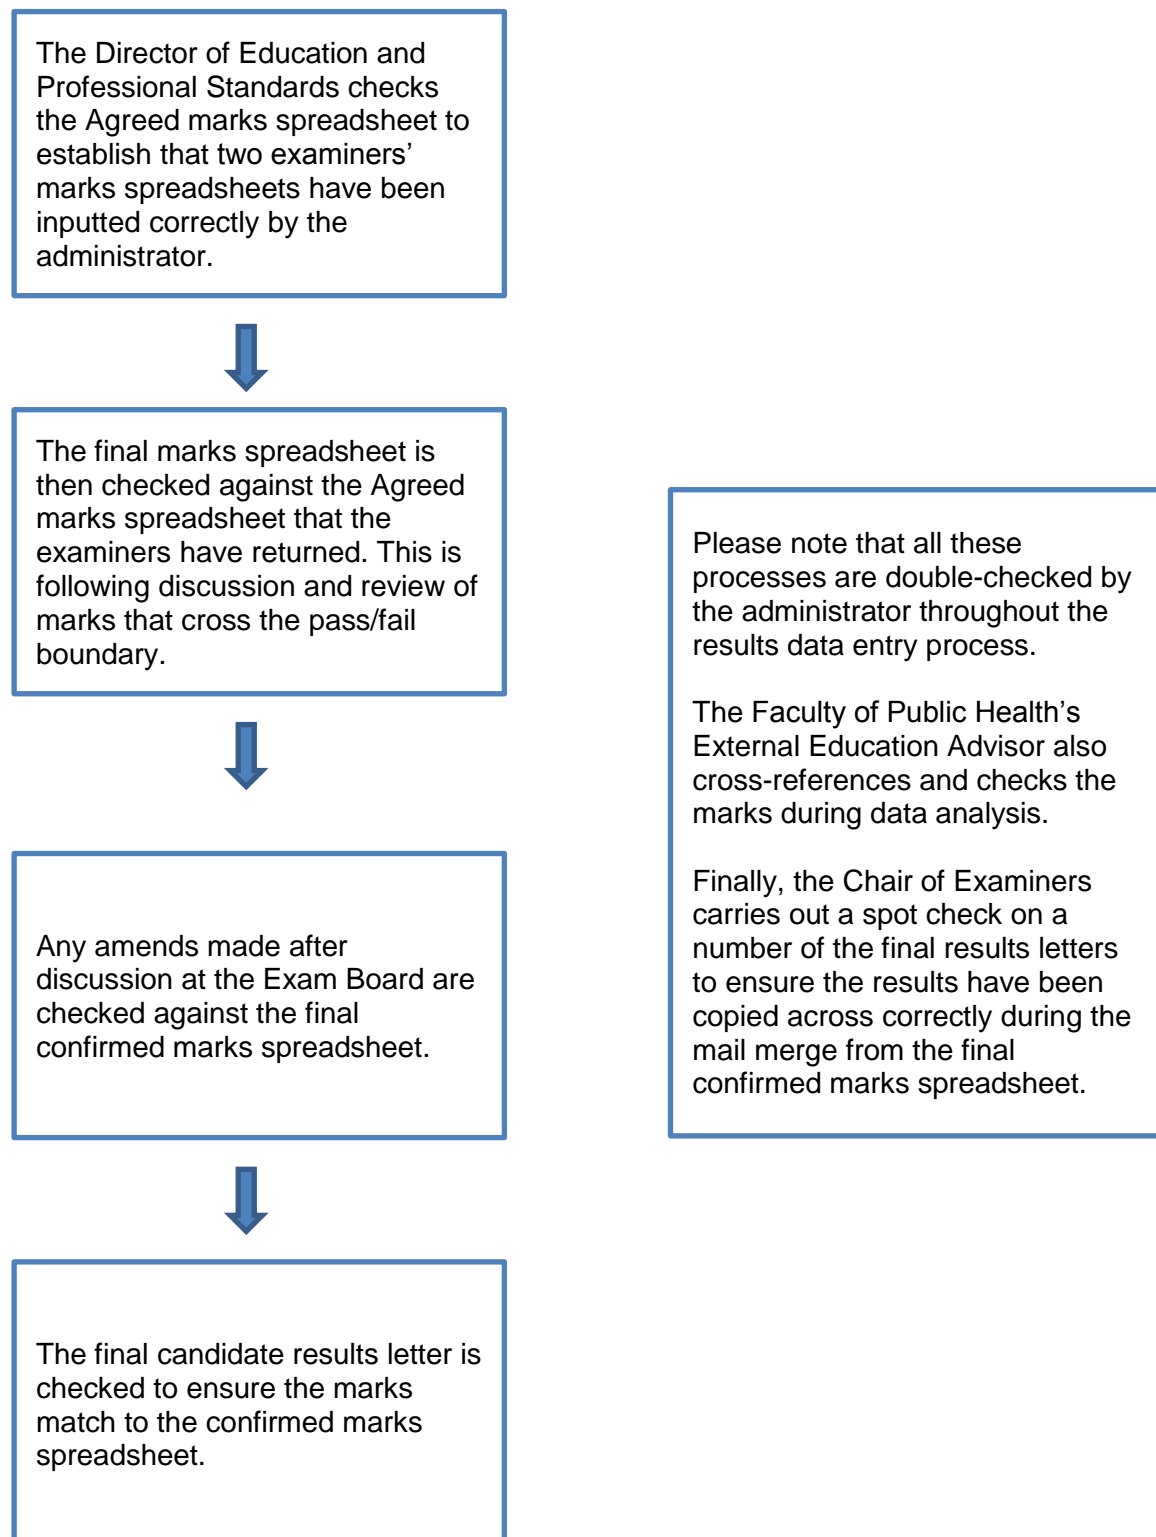 The Director of Education and
Professional Standards checks
the Agreed marks spreadsheet to
establish that two examiners’
marks spreadsheets have been
inputted correctly by the
administrator.
The final marks spreadsheet is
then checked against the Agreed
marks spreadsheet that the
examiners have returned. This is
following discussion and review of
marks that cross the pass/fail
boundary.
Any amends made after
discussion at the Exam Board are
checked against the final
confirmed marks spreadsheet.
The final candidate results letter is
checked to ensure the marks
match to the confirmed marks
spreadsheet.
Please note that all these
processes are double-checked by
the administrator throughout the
results data entry process.
The Faculty of Public Health’s
External Education Advisor also
cross-references and checks the
marks during data analysis.
Finally, the Chair of Examiners
carries out a spot check on a
number of the final results letters
to ensure the results have been
copied across correctly during the
mail merge from the final
confirmed marks spreadsheet.